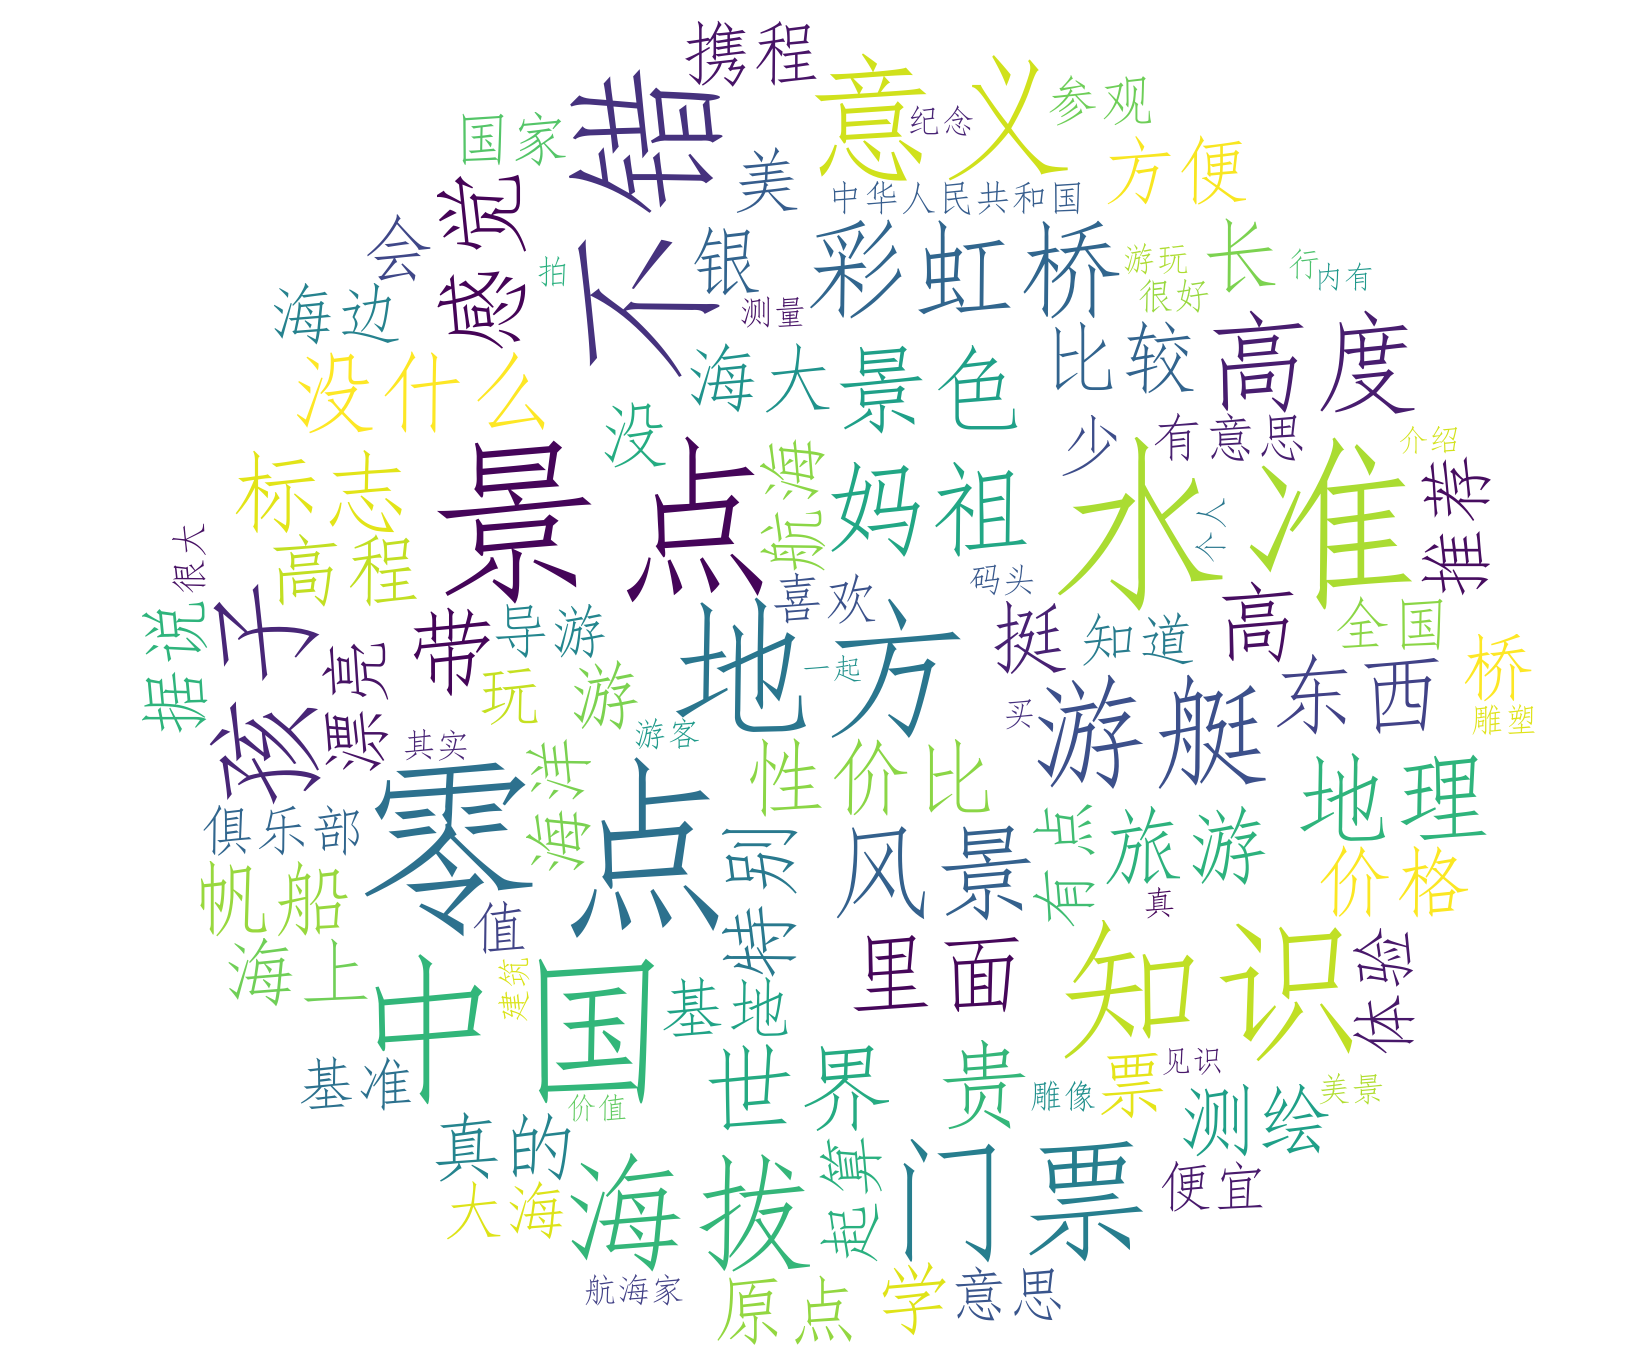 携程
意义
参观
纪念
国家
不错
方便
美
中华人民共和国
感觉
会
银
彩虹桥
长
游玩
行
内有
拍
很好
海边
测量
没什么
海大
景色
比较
高度
没
少
有意思
介绍
标志
景点
航海
妈祖
水准
推荐
个人
很大
高程
喜欢
码头
据说
孩子
漂亮
带
导游
地方
一起
挺
知道
高
全国
玩
游
东西
桥
买
游艇
雕塑
其实
游客
零点
海洋
性价比
地理
俱乐部
特别
风景
有点
旅游
价格
帆船
值
真
海上
中国
建筑
基地
里面
知识
体验
基准
价值
世界
贵
雕像
票
见识
测绘
美景
真的
大海
海拔
起算
门票
便宜
航海家
原点
学
意思